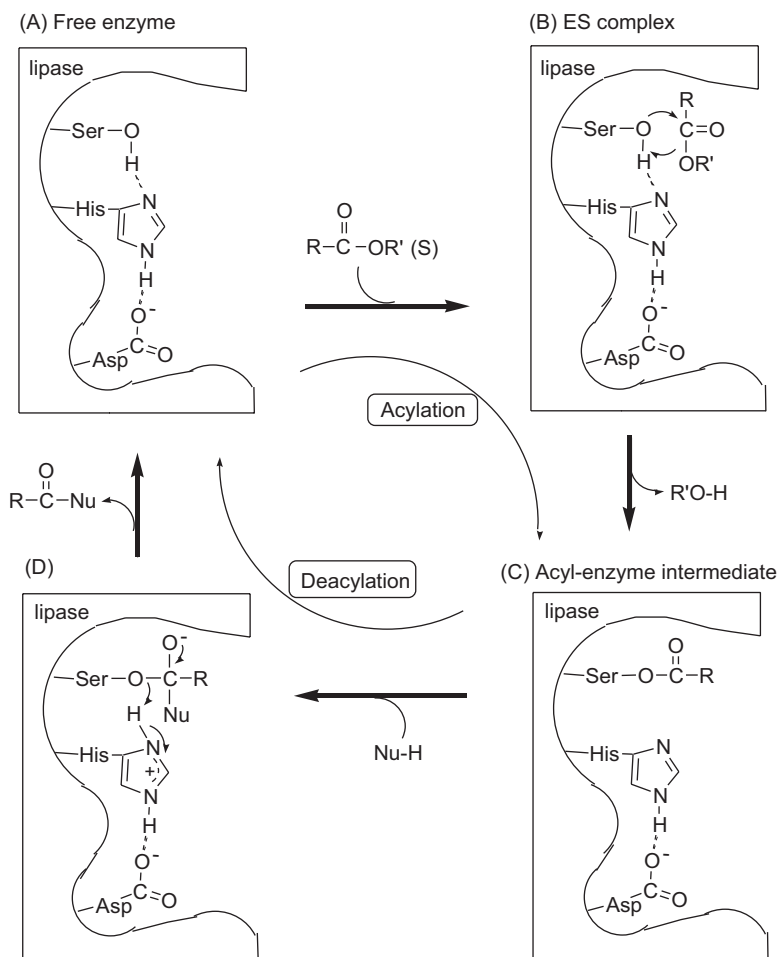 (A) Free enzyme
lipase
Ser O
H
His N
N
H
O-
C
Asp O
O
R C OR' (S)
Acylation
(B) ES complex
lipase
R
Ser O C O
H OR'
His N
N
H
O-
C
Asp O
R'O-H
(C) Acyl-enzyme intermediate
lipase
O
Ser O C R
His N
N
H
O-
C
Asp O
Nu-H
Deacylation
(D)
lipase
O-
Ser O C R
H Nu
His N
+
N
H
O-
C
Asp O
O
R C Nu